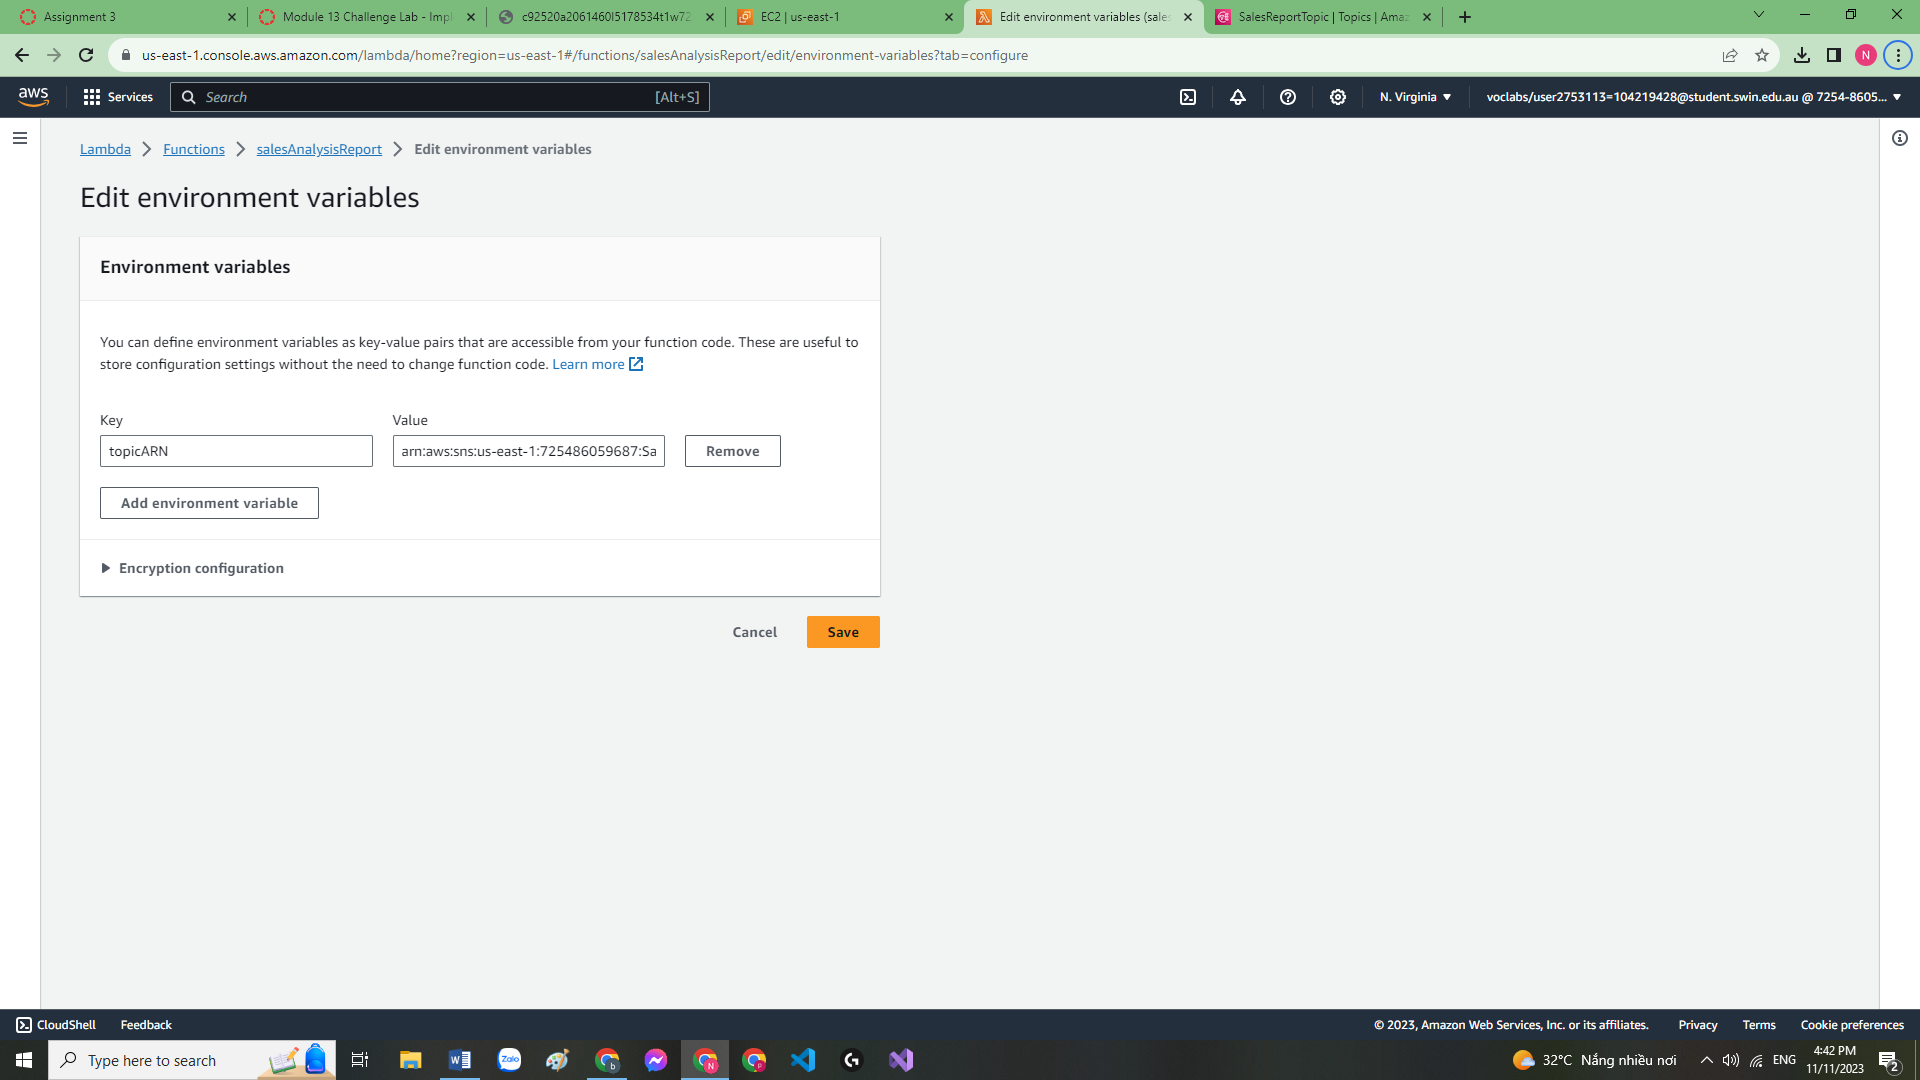 Assignment 3
Module 13 Challenge Lab - Impl
c92520a2061460l5178534t1w72
EC2 | us-east-1
Edit environment variables (sales
SalesReportTopic | Topics | Amaz
us-east-1.console.aws.amazon.com/lambda/home?region=us-east-1#/functions/salesAnalysisReport/edit/environment-variables?tab=configure
N
aws
Services
Search
[Alt+S]
N. Virginia
voclabs/user2753113=104219428@student.swin.edu.au @ 7254-8605...
Lambda
Functions
salesAnalysisReport
Edit environment variables
Edit environment variables
Environment variables
You can define environment variables as key-value pairs that are accessible from your function code. These are useful to
store configuration settings without the need to change function code. Learn more
Key
Value
topicARN
arn:aws:sns:us-east-1:725486059687:Sa
Remove
Add environment variable
Encryption configuration
Cancel
Save
CloudShell
Feedback
© 2023, Amazon Web Services, Inc. or its affiliates.
Privacy
Terms
Cookie preferences
Type here to search
Zalo
b
N
P
32°C Nắng nhiều nơi
ENG
4:42 PM
11/11/2023
2